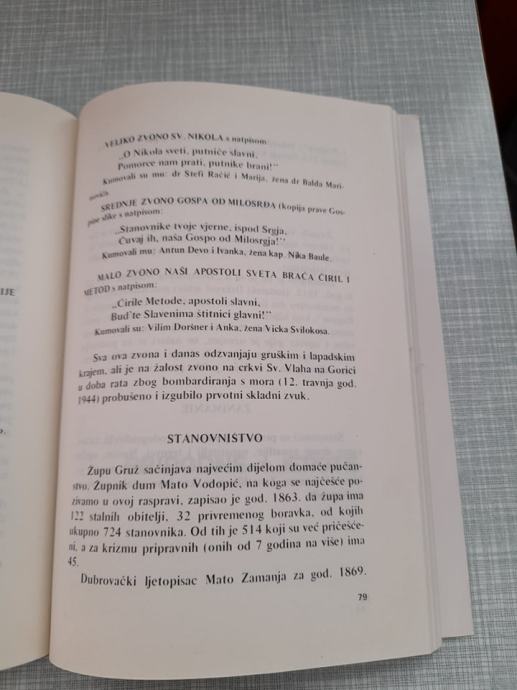 VELIKO ZVONO SV. NIKOLA s natpisom:
„O Nikola sveti, putniče slavni,
Pomorce nam prati, putnike brani!"
Kumovali su mu: dr Stefi Račić i Marija, žena dr Balda Mari-
novića.
SREDNJE ZVONO GOSPA OD MILOSRĐA (kopija prave Gos-
pine slike s natpisom:
„Stanovnike tvoje vjerne, ispod Srgja,
Čuvaj ih, naša Gospo od Milosrgja!"
Kumovali mu: Antun Devo i Ivanka, žena kap. Nika Baule.
MALO ZVONO NAŠI APOSTOLI SVETA BRAĆA ĆIRIL I
METOD s natpisom:
„Ćirile Metode, apostoli slavni,
Bud'te Slavenima štitnici glavni!"
Kumovali su: Vilim Doršner i Anka, žena Vicka Svilokosa.
Sva ova zvona i danas odzvanjaju gruškim i lapadskim
krajem, ali je na žalost zvono na crkvi Sv. Vlaha na Gorici
u doba rata zbog bombardiranja s mora (12. travnja god.
1944) probušeno i izgubilo prvotni skladni zvuk.
STANOVNIŠTVO
Župu Gruž sačinjava najvećim dijelom domaće pučan-
stvo. Župnik dum Mato Vodopić, na koga se najčešće po-
zivamo u ovoj raspravi, zapisao je god. 1863. da župa ima
122 stalnih obitelji, 32 privremenog boravka, od kojih
ukupno 724 stanovnika. Od tih je 514 koji su već pričešće-
ni, a za krizmu pripravnih (onih od 7 godina na više) ima
45.
Dubrovački ljetopisac Mato Zamanja za god. 1869.
79
IJE